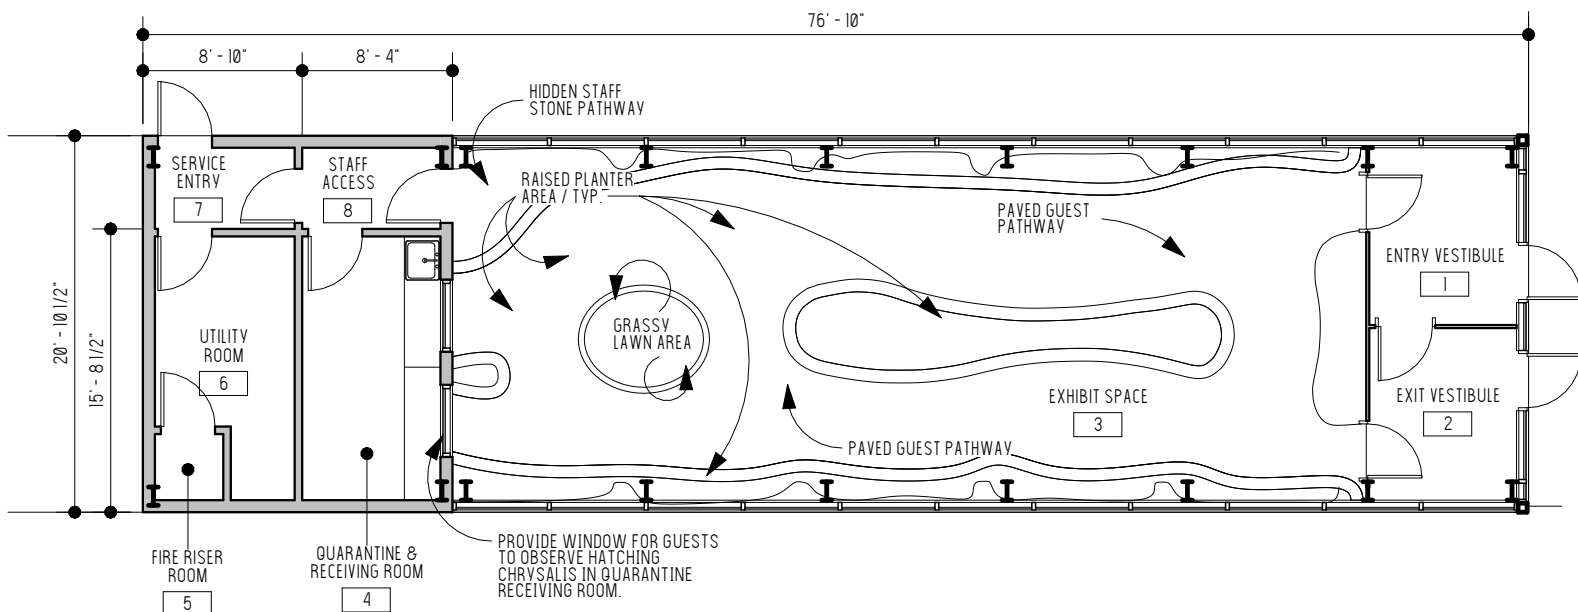 76' - 10"
8' - 10"
8' - 4"
HIDDEN STAFF
STONE PATHWAY
SERVICE
ENTRY
7
STAFF
ACCESS
8
RAISED PLANTER
AREA / TYP.
PAVED GUEST
PATHWAY
ENTRY VESTIBULE
1
20' - 10 1/2"
15' - 8 1/2"
UTILITY
ROOM
6
GRASSY
LAWN AREA
EXHIBIT SPACE
3
EXIT VESTIBULE
2
PAVED GUEST PATHWAY
FIRE RISER
ROOM
5
QUARANTINE &
RECEIVING ROOM
4
PROVIDE WINDOW FOR GUESTS
TO OBSERVE HATCHING
CHRYSALIS IN QUARANTINE
RECEIVING ROOM.